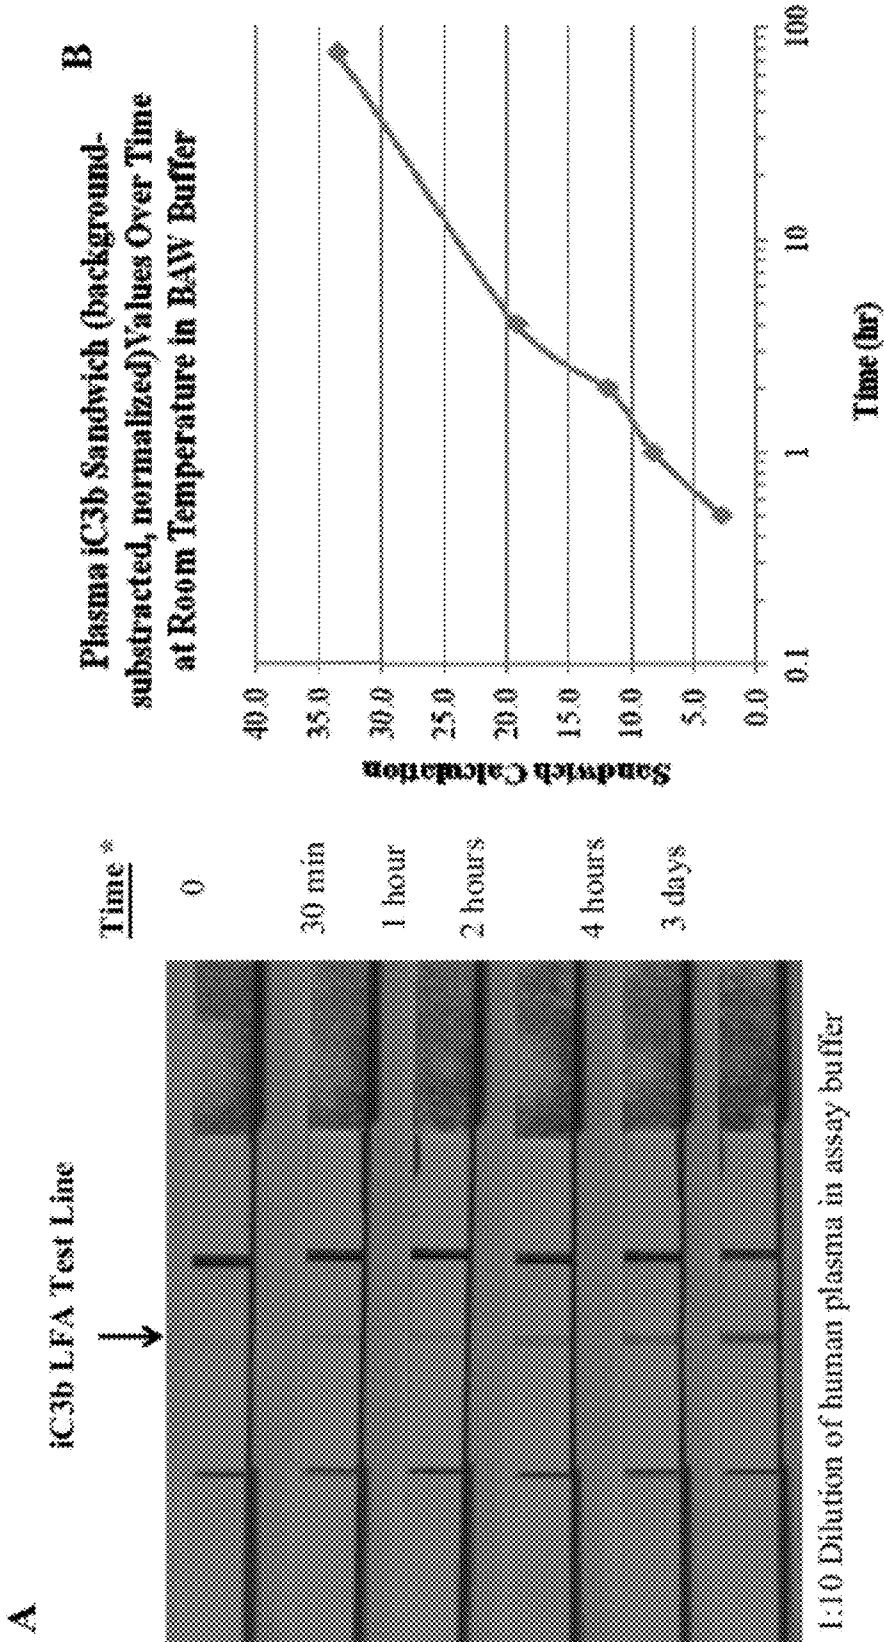 A
iC3b LFA Test Line
Time *
0
30 min
1 hour
2 hours
4 hours
3 days
1:10 Dilution of human plasma in assay buffer
B
Plasma iC3b Sandwich (background-
substracted, normalized)Values Over Time
at Room Temperature in BAW Buffer
Sandwich Calculation
40.0
35.0
30.0
25.0
20.0
15.0
10.0
5.0
0.0
0.1
1
10
100
Time (hr)